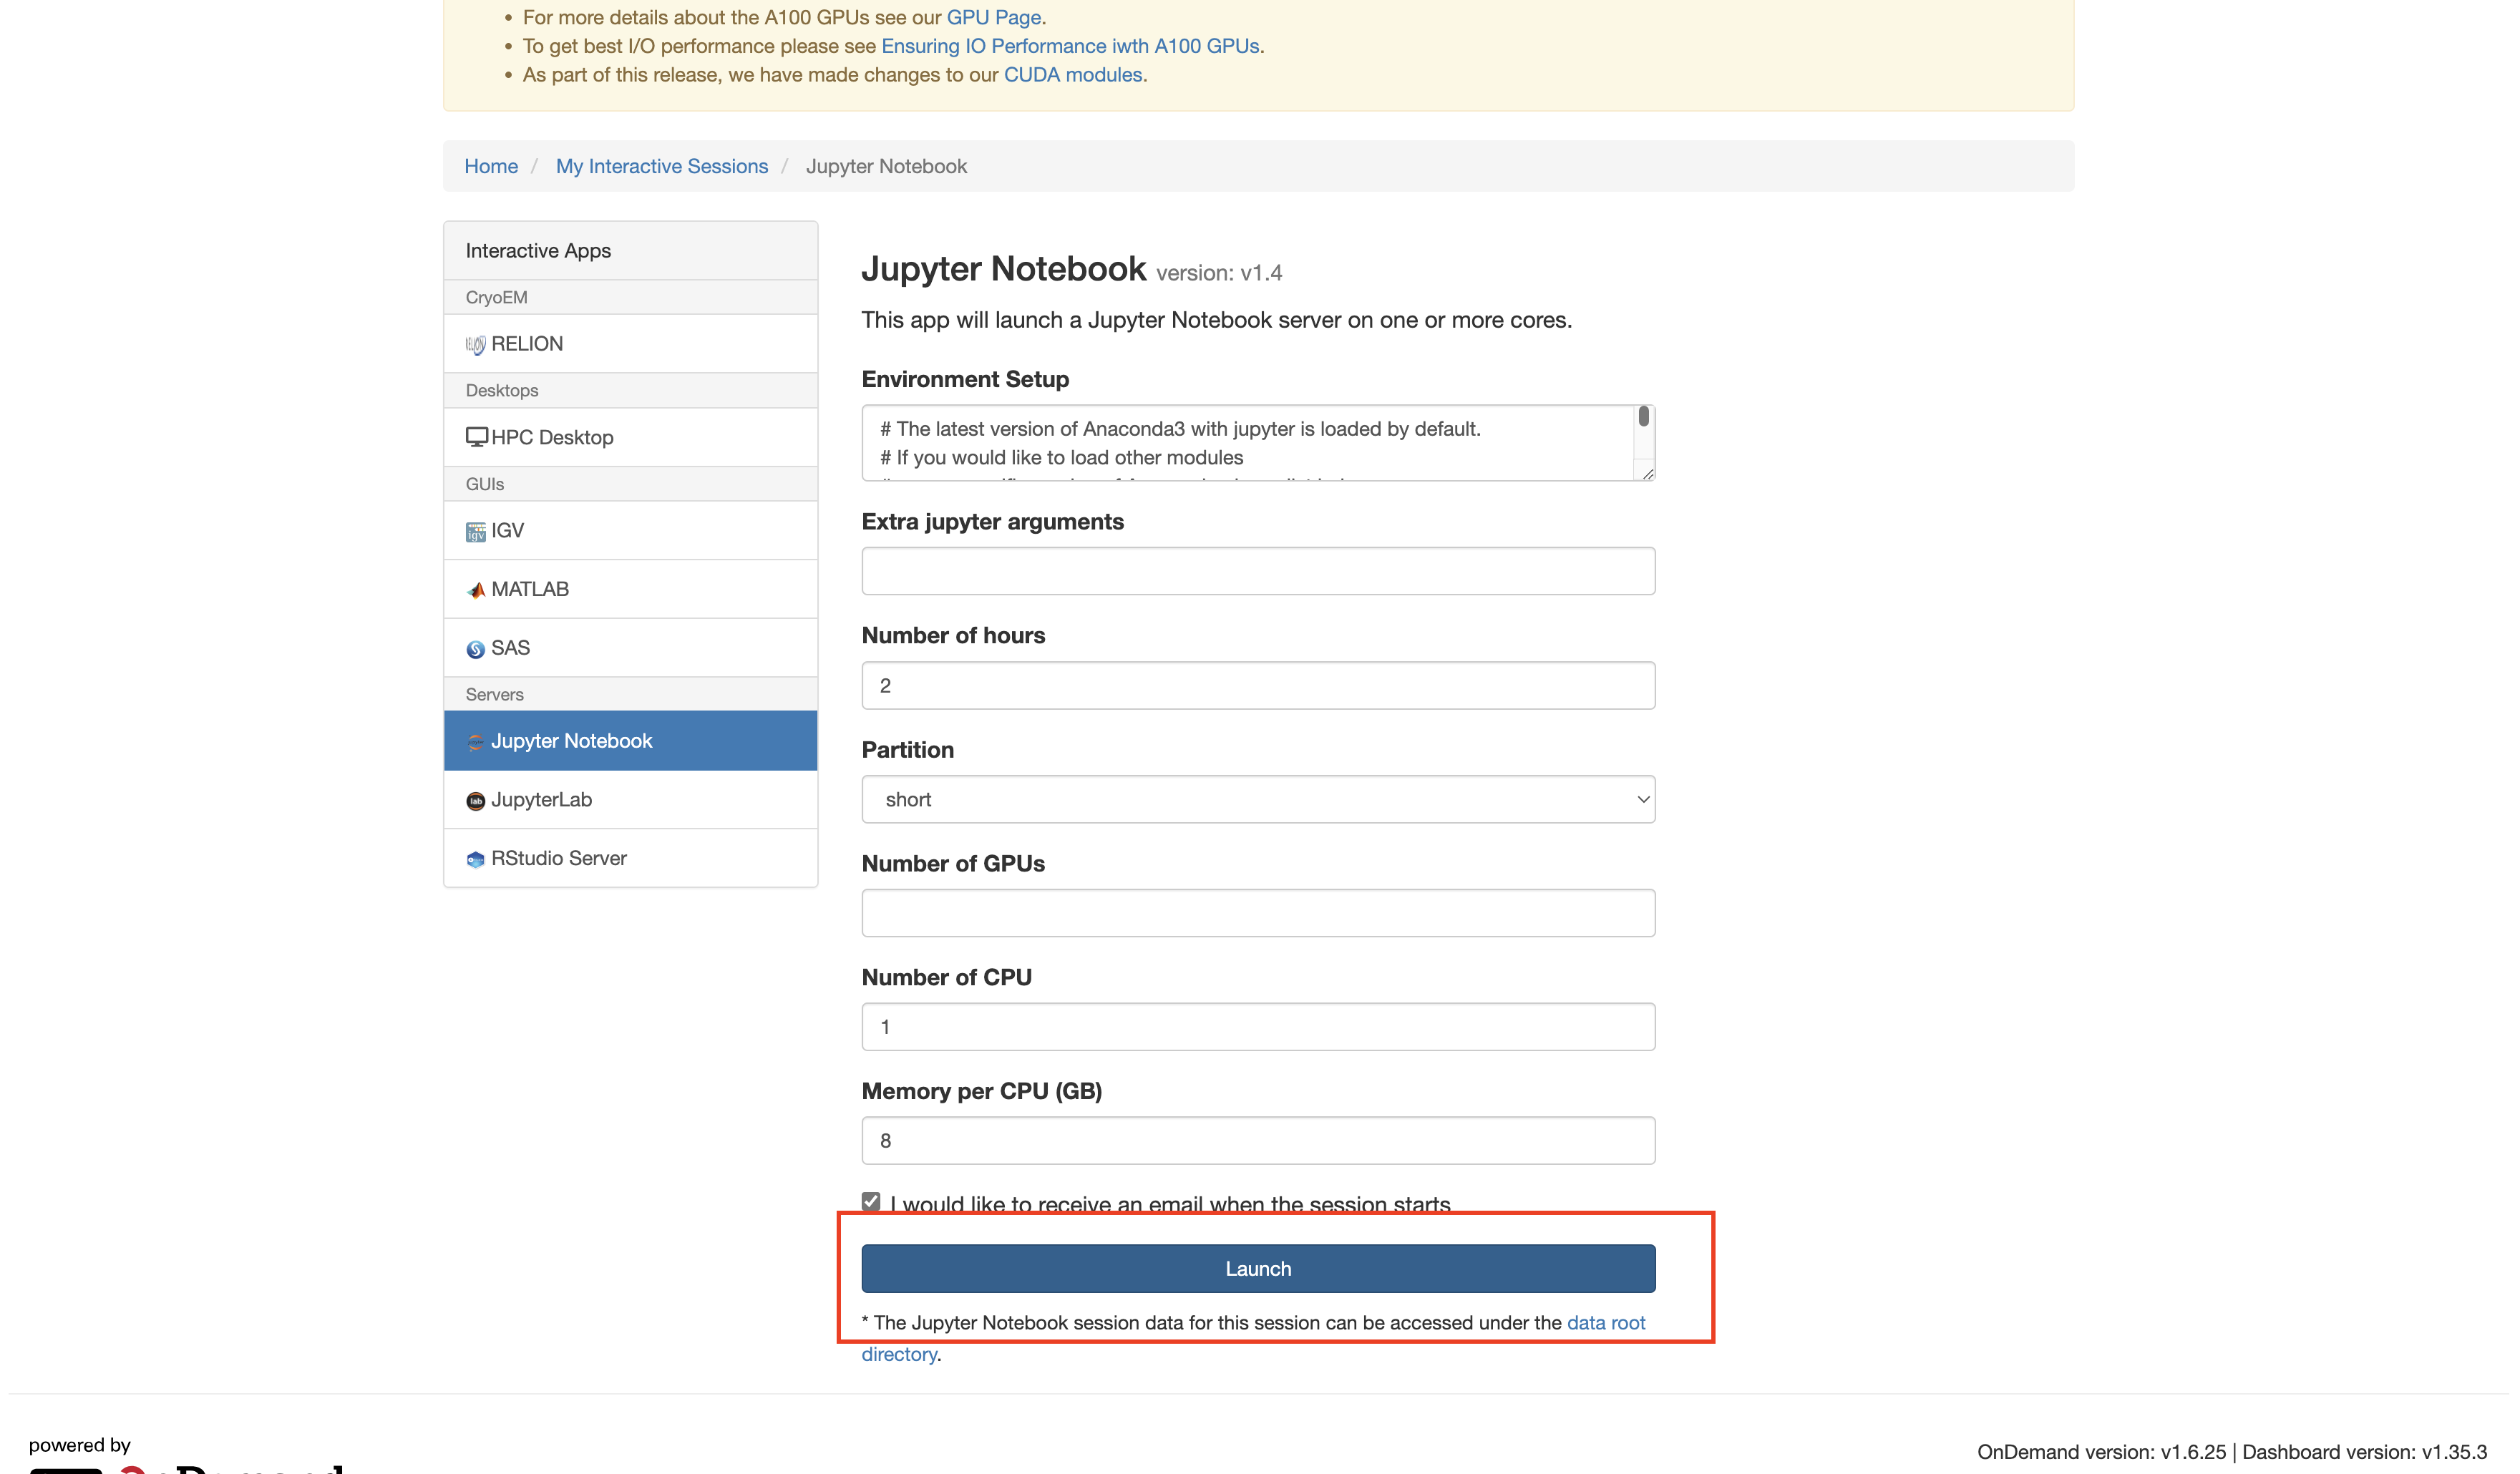 For more details about the A100 GPUs see our GPU Page.
To get best I/O performance please see Ensuring IO Performance iwth A100 GPUs.
As part of this release, we have made changes to our CUDA modules.
Home / My Interactive Sessions / Jupyter Notebook
Interactive Apps
CryoEM
RELION
Desktops
HPC Desktop
GUIs
IGV
MATLAB
SAS
Servers
Jupyter Notebook
JupyterLab
RStudio Server
Jupyter Notebook version: v1.4
This app will launch a Jupyter Notebook server on one or more cores.
Environment Setup
# The latest version of Anaconda3 with jupyter is loaded by default.
# If you would like to load other modules
Extra jupyter arguments
Number of hours
2
Partition
short
Number of GPUs
Number of CPU
1
Memory per CPU (GB)
8
I would like to receive an email when the session starts
Launch
* The Jupyter Notebook session data for this session can be accessed under the data root
directory.
powered by
OnDemand
OnDemand version: v1.6.25 | Dashboard version: v1.35.3